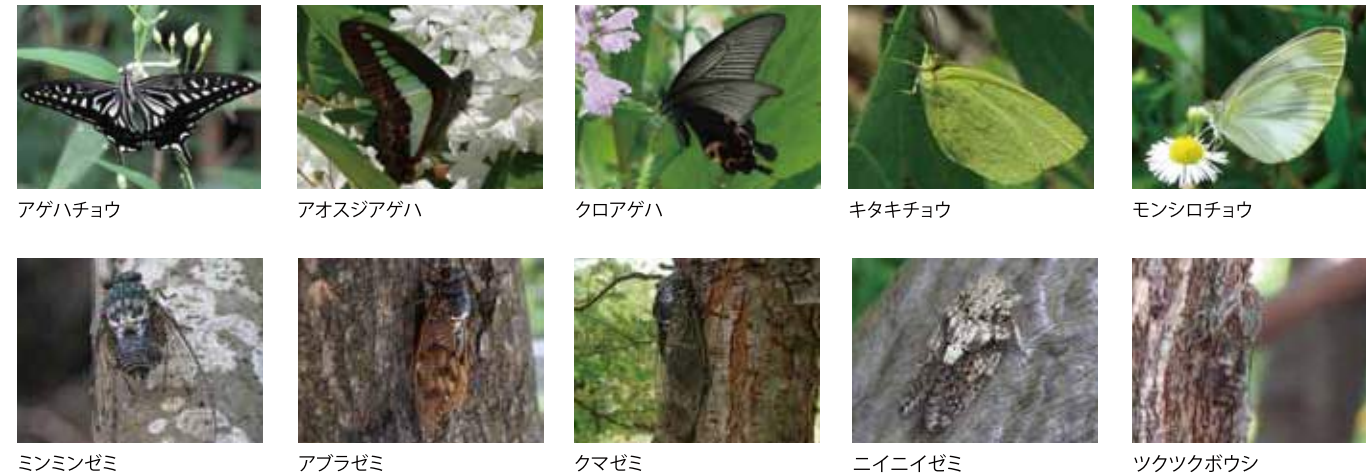 アゲハチョウ
アオスジアゲハ
クロアゲハ
キタキチョウ
モンシロチョウ
ミンミンゼミ
アブラゼミ
クマゼミ
ニイニイゼミ
ツクツクボウシ